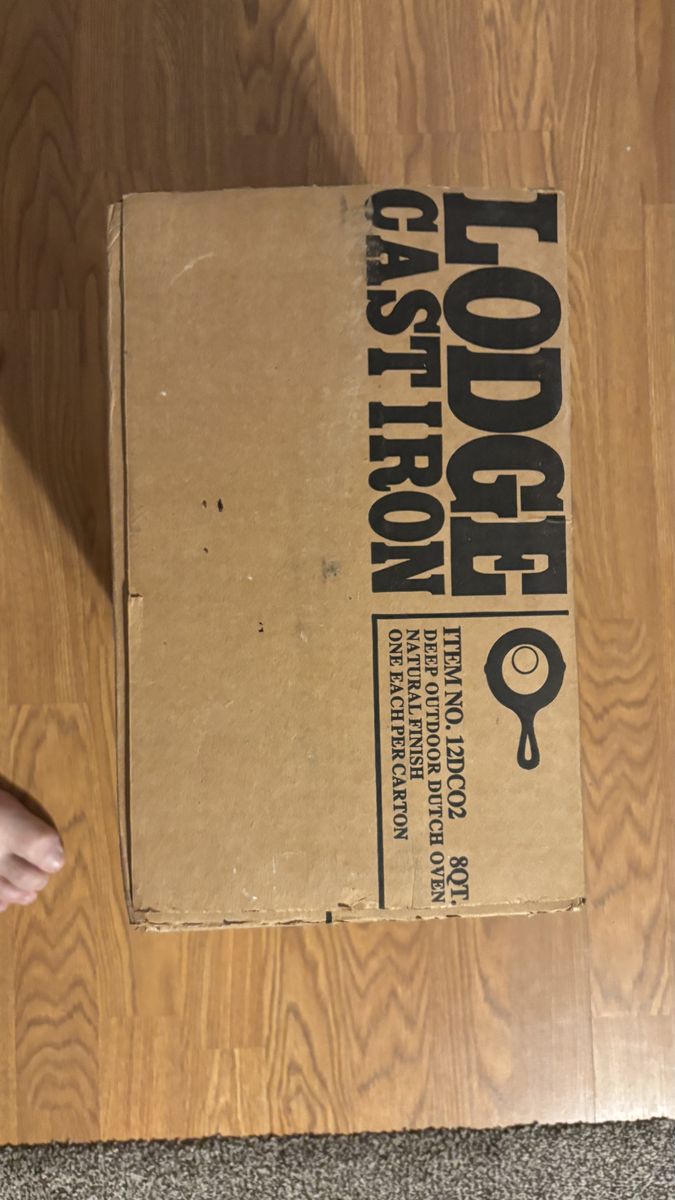 LODGE
CAST IRON
ITEM NO. 12DCO2 8QT.
DEEP OUTDOOR DUTCH OVEN
NATURAL FINISH
ONE EACH PER CARTON